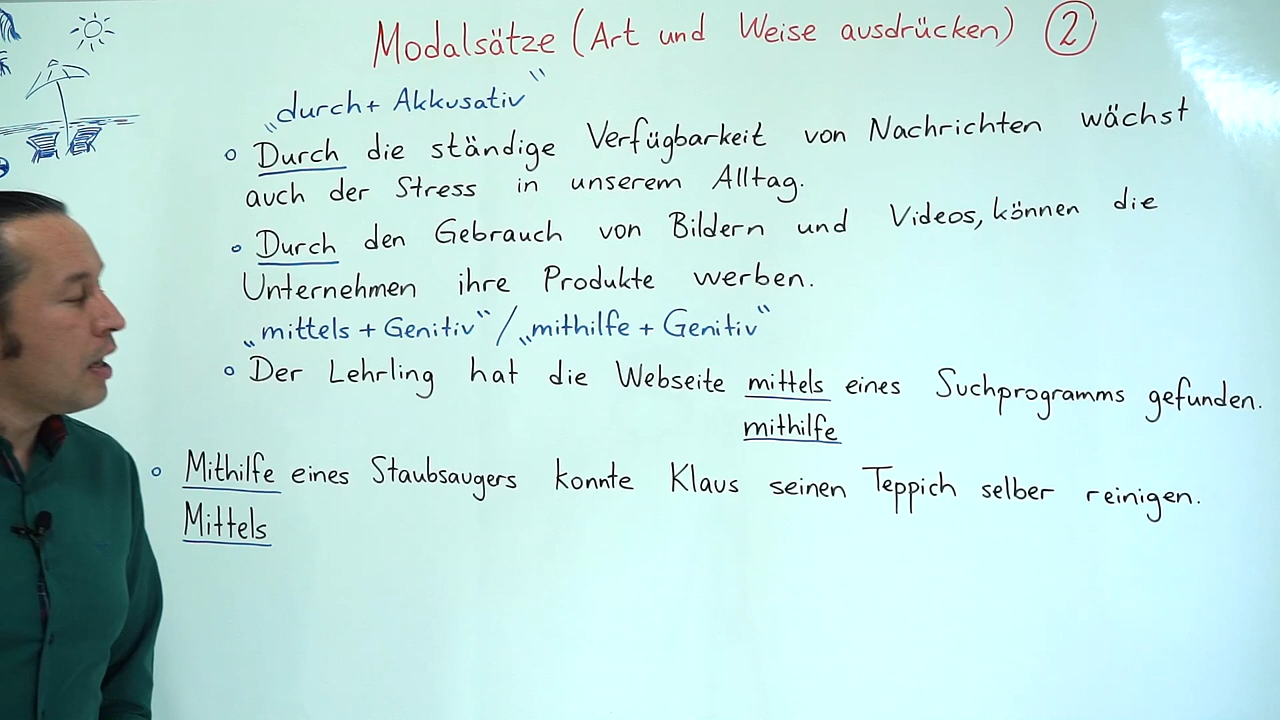 Modalsätze (Art und Weise ausdrücken) ②
„durch + Akkusativ"
Durch die ständige Verfügbarkeit von Nachrichten wächst
auch der Stress in unserem Alltag.
Durch den Gebrauch von Bildern und Videos, können die
Unternehmen ihre Produkte werben.
„mittels + Genitiv“ / „mithilfe + Genitiv“
Der Lehrling hat die Webseite mittels eines Suchprogramms gefunden.
mithilfe
Mithilfe eines Staubsaugers konnte Klaus seinen Teppich selber reinigen.
Mittels